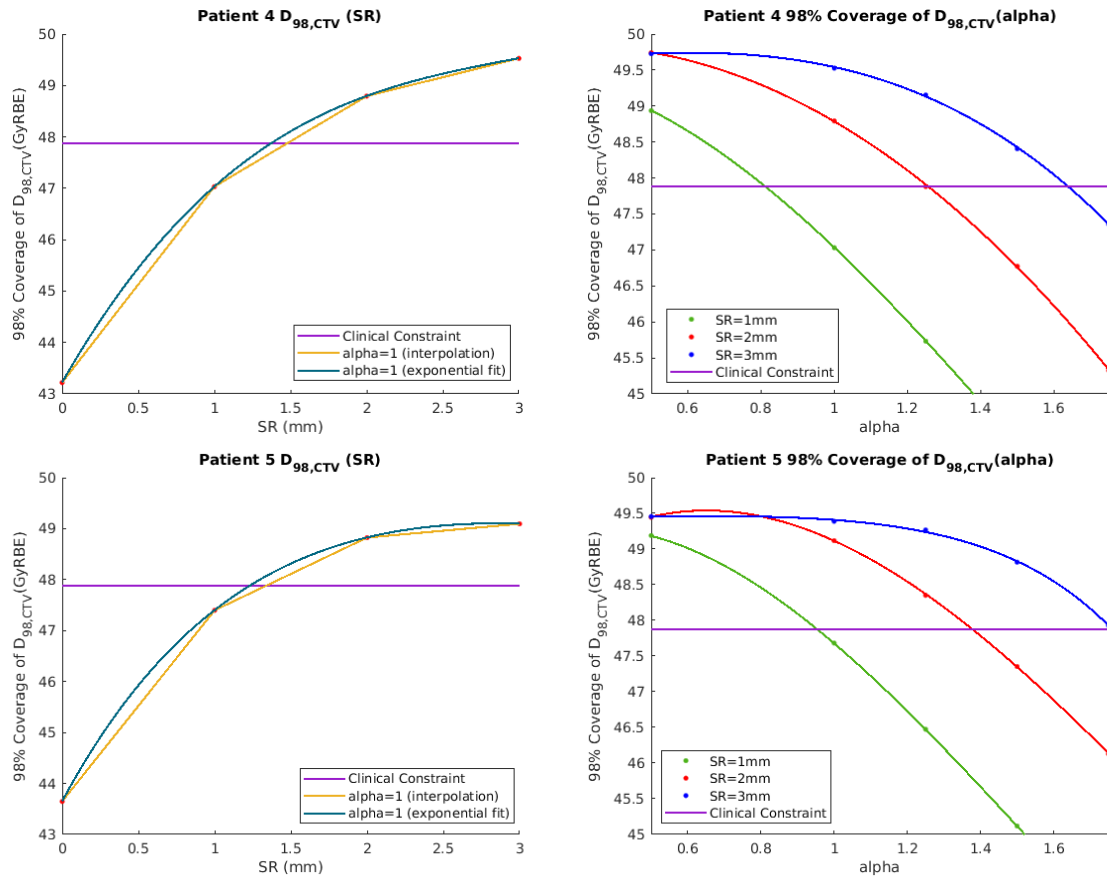 Patient 4 D98,CTV (SR)
98% Coverage of D98,CTV(GyRBE)
50
49
48
47
46
45
44
43
0
0.5
1
1.5
2
2.5
3
SR (mm)
Clinical Constraint
alpha=1 (interpolation)
alpha=1 (exponential fit)
Patient 4 98% Coverage of D98,CTV(alpha)
98% Coverage of D98,CTV(GyRBE)
50
49.5
49
48.5
48
47.5
47
46.5
46
45.5
45
0.6
0.8
1
1.2
1.4
1.6
alpha
SR=1mm
SR=2mm
SR=3mm
Clinical Constraint
Patient 5 D98,CTV (SR)
98% Coverage of D98,CTV(GyRBE)
50
49
48
47
46
45
44
43
0
0.5
1
1.5
2
2.5
3
SR (mm)
Clinical Constraint
alpha=1 (interpolation)
alpha=1 (exponential fit)
Patient 5 98% Coverage of D98,CTV(alpha)
98% Coverage of D98,CTV(GyRBE)
50
49.5
49
48.5
48
47.5
47
46.5
46
45.5
45
0.6
0.8
1
1.2
1.4
1.6
alpha
SR=1mm
SR=2mm
SR=3mm
Clinical Constraint